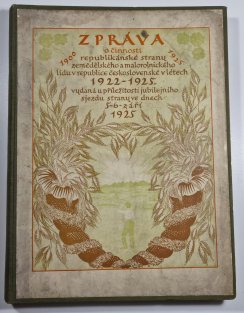 ZPRÁVA
1900 1925
o činnosti
republikánské strany
zemědělského a malorolnického
lidu v republice československé v létech
1922-1925.
vydaná u příležitosti jubilejního
sjezdu strany ve dnech
5-6-září
1925